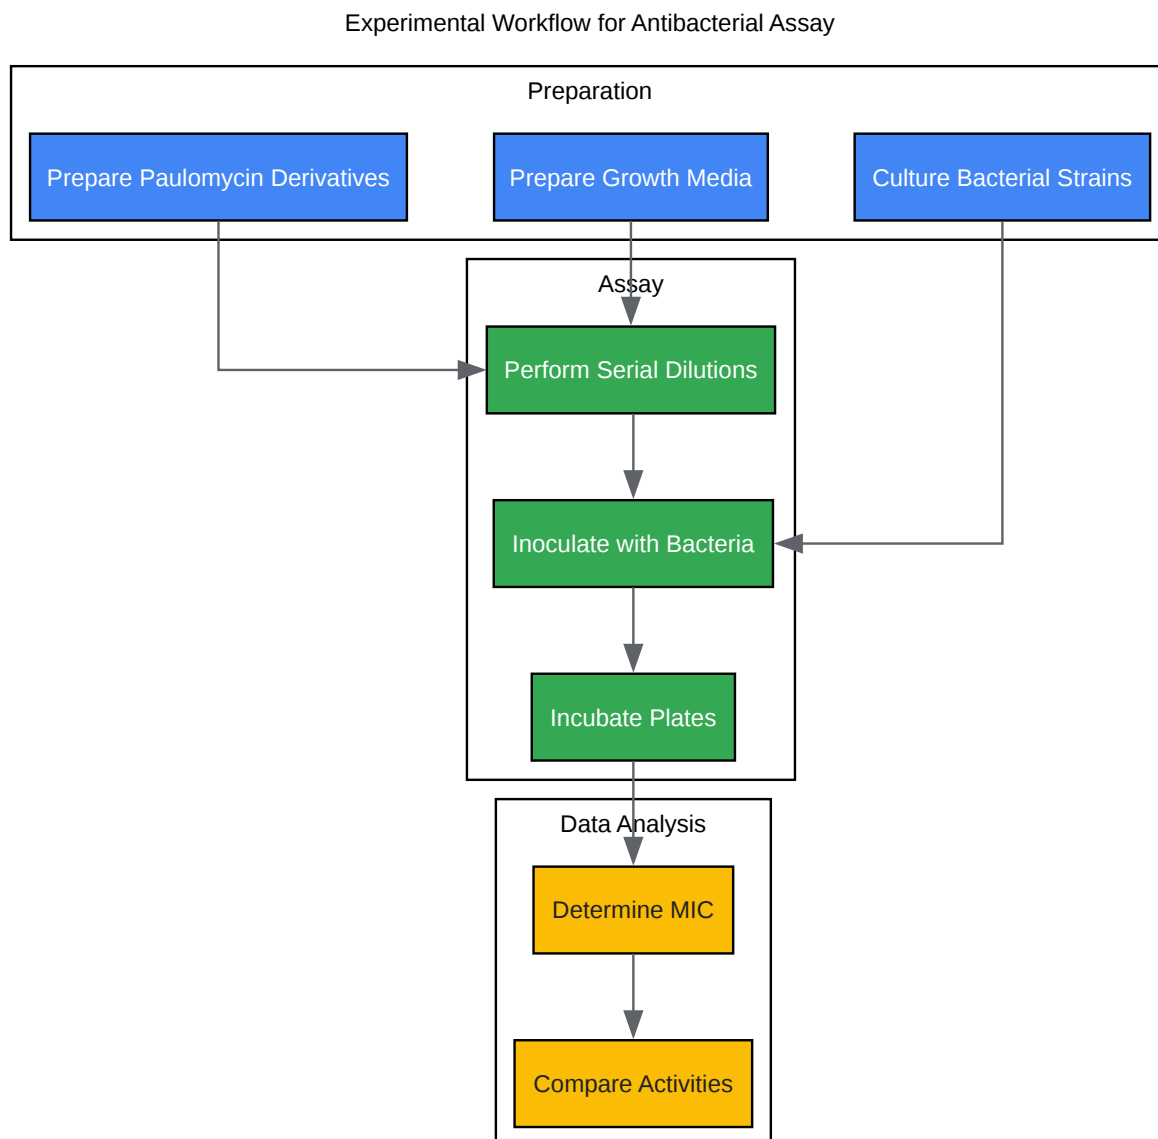 Experimental Workflow for Antibacterial Assay
Preparation
Prepare Paulomycin Derivatives
Prepare Growth Media
Culture Bacterial Strains
Assay
Perform Serial Dilutions
Inoculate with Bacteria
Incubate Plates
Data Analysis
Determine MIC
Compare Activities